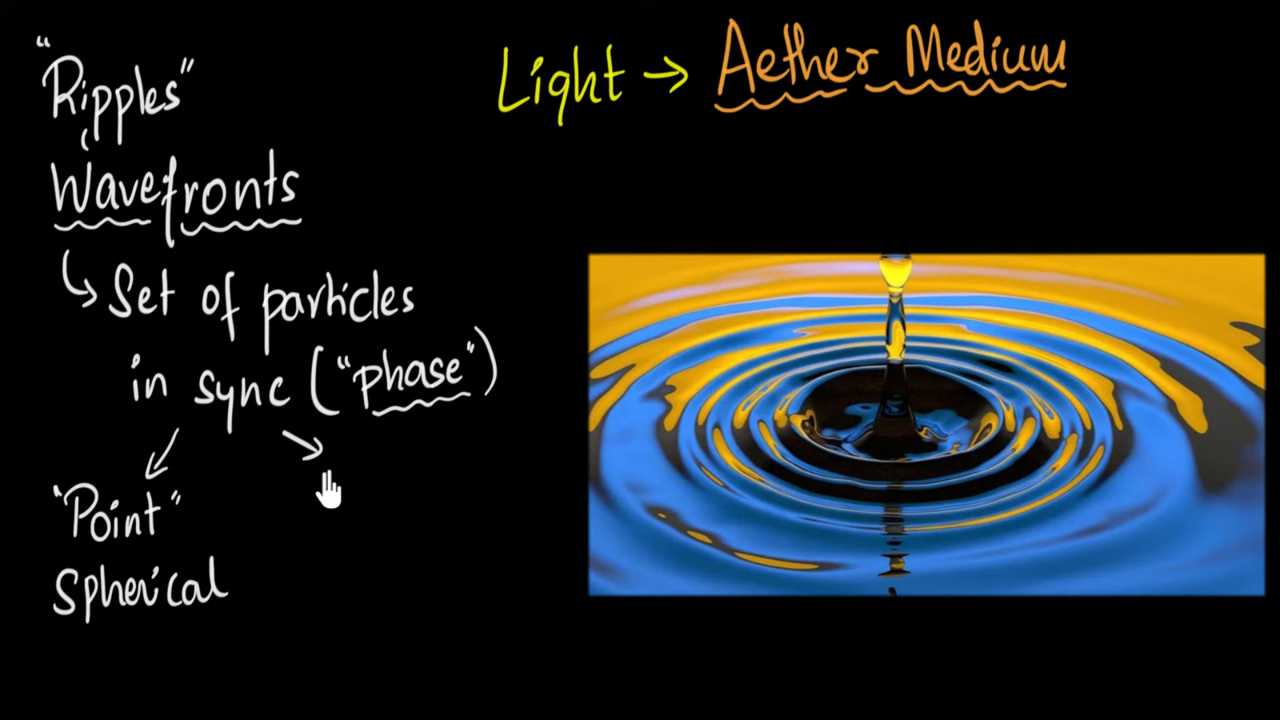 "Ripples"
Wavefronts
↳ Set of particles
in sync ("phase")
"Point"
Spherical
Light → Aether Medium